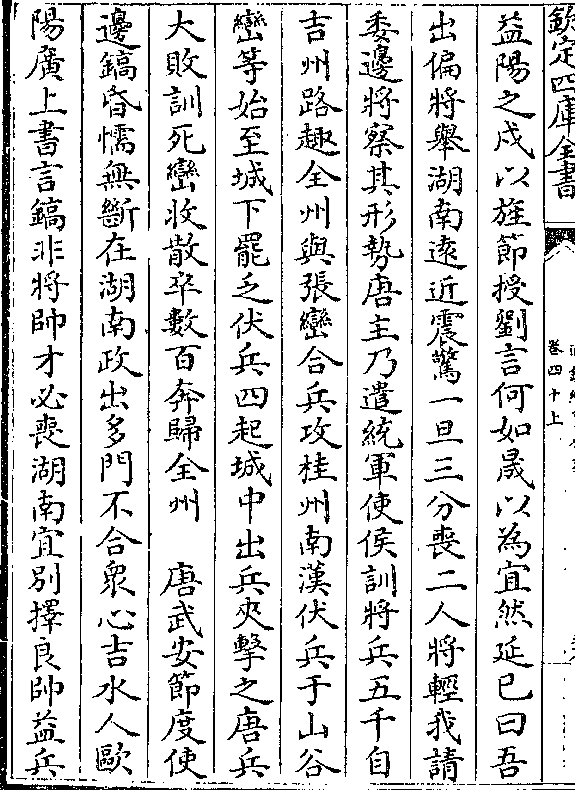 欽定四庫全書
卷四十上
益陽之戍以旌節授劉言何如晟以為宜然延巳曰吾
出偏將舉湖南遠近震驚一旦三分喪二人將輕我請
委邊將察其形勢唐主乃遣統軍使侯訓將兵五千自
吉州路趣全州與張巒合兵攻桂州南漢伏兵于山谷
巒等始至城下罷乏伏兵四起城中出兵夾擊之唐兵
大敗訓死巒收散卒數百奔歸全州　唐武安節度使
邊鎬昏懦無斷在湖南政出多門不合衆心吉水人歐
陽廣上書言鎬非將帥才必喪湖南宜别擇良帥益兵